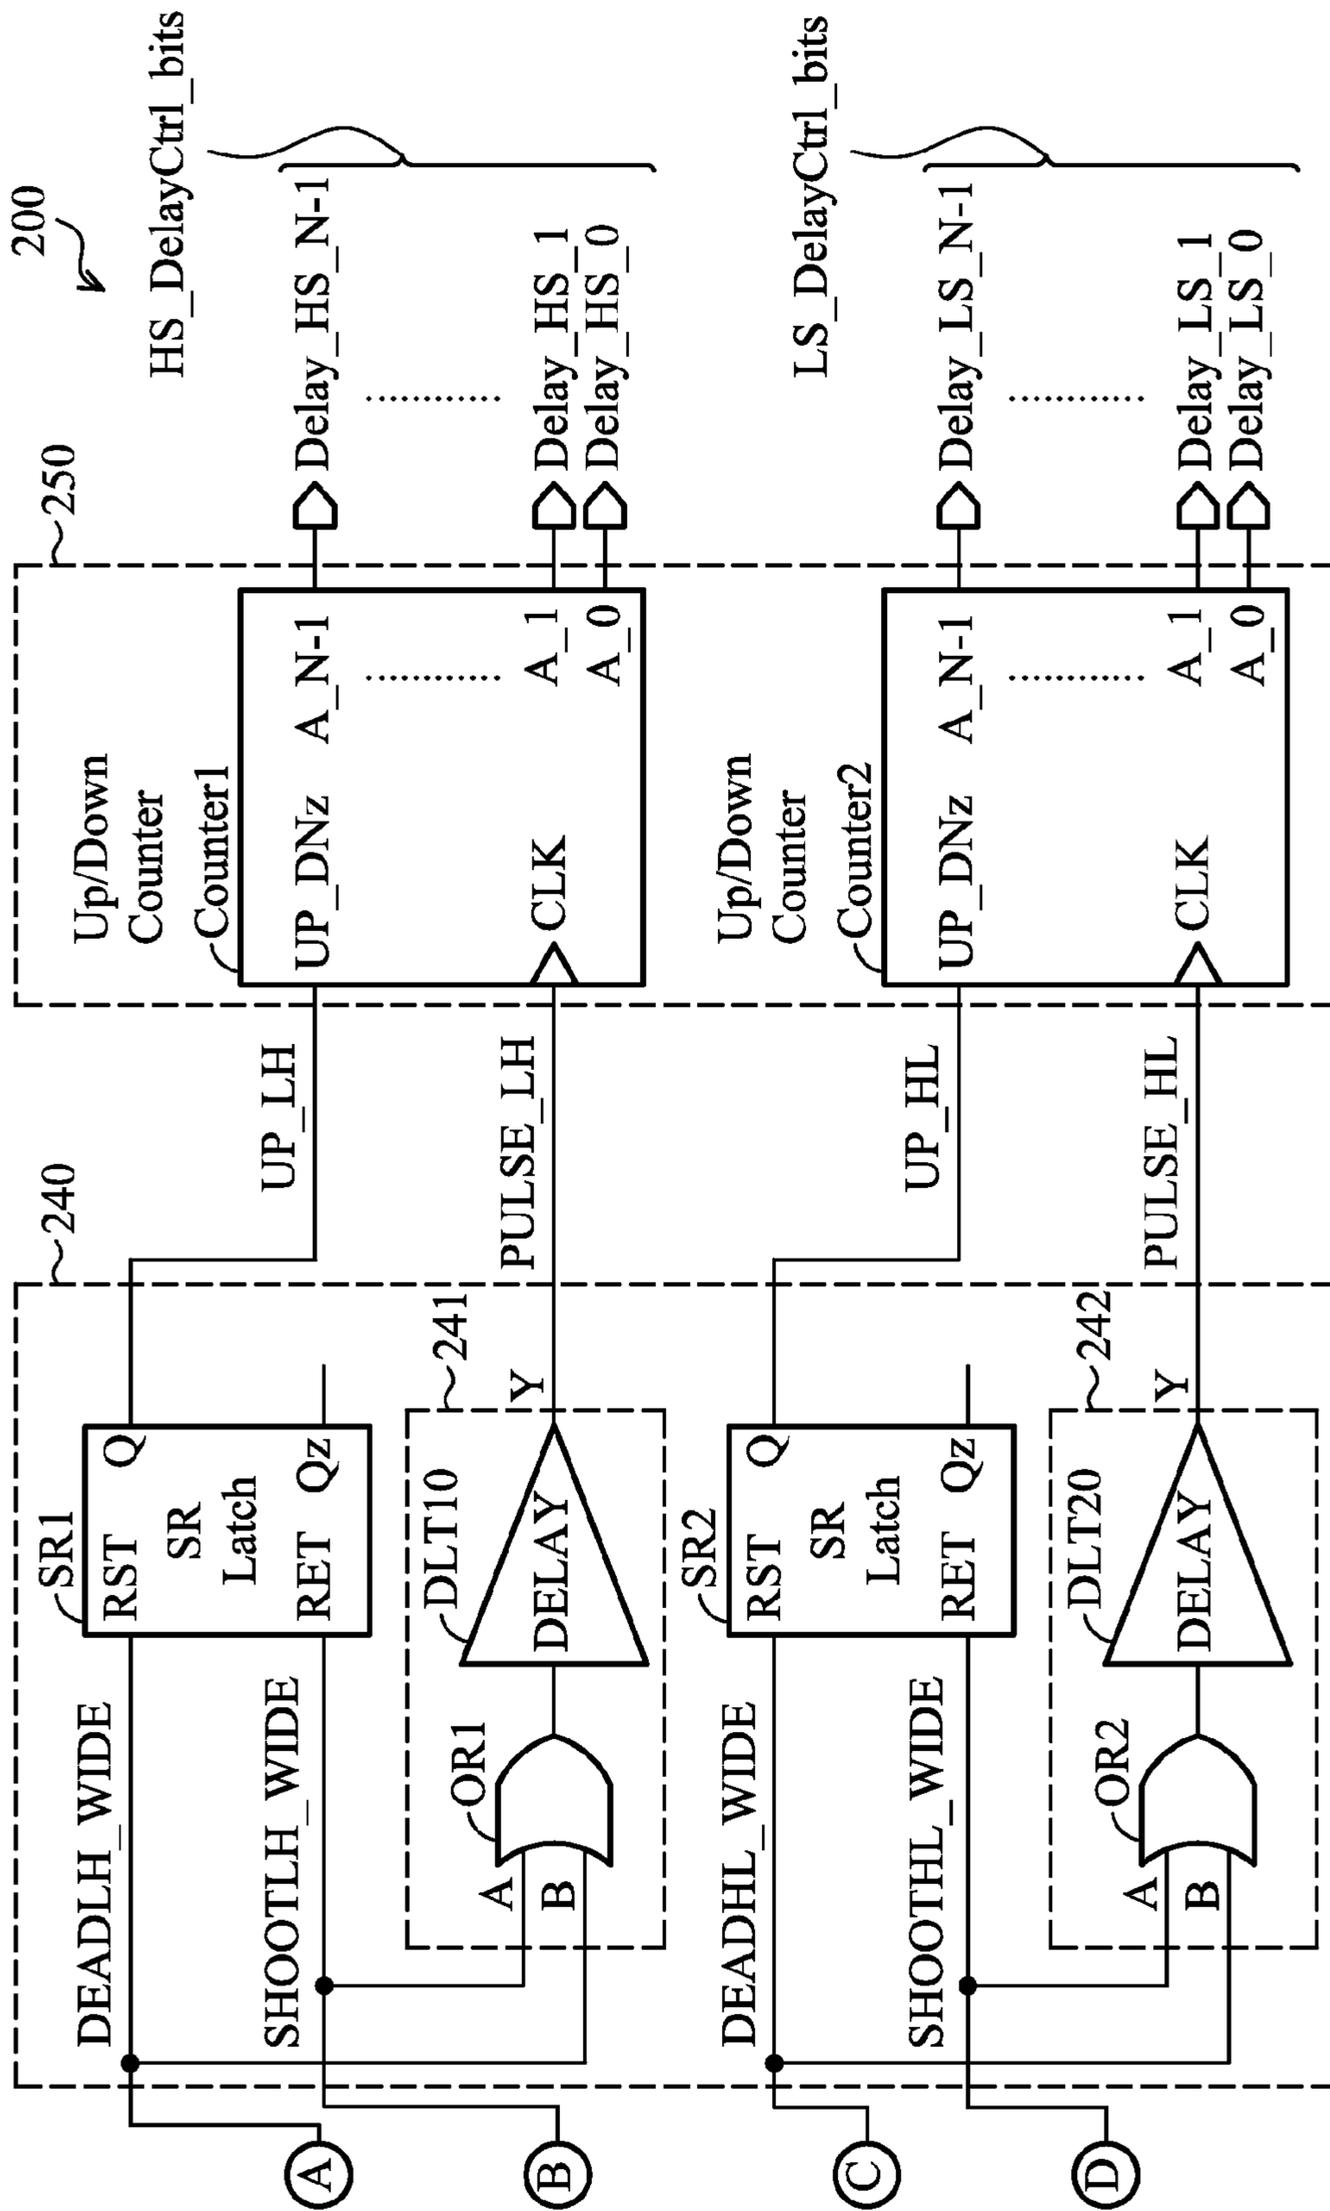 200
240
250
A
DEADLH_WIDE
SR1
RST
Q
SR
Latch
RET
Qz
UP_LH
B
SHOOTLH_WIDE
241
OR1
A
B
DLT10
DELAY
Y
PULSE_LH
Up/Down
Counter
Counter1
UP_DNz
A_N-1
CLK
A_1
A_0
Delay_HS_N-1
Delay_HS_1
Delay_HS_0
HS_DelayCtrl_bits
C
DEADHL_WIDE
SR2
RST
Q
SR
Latch
RET
Qz
UP_HL
D
SHOOTHL_WIDE
242
OR2
A
B
DLT20
DELAY
Y
PULSE_HL
Up/Down
Counter
Counter2
UP_DNz
A_N-1
CLK
A_1
A_0
Delay_LS_N-1
Delay_LS_1
Delay_LS_0
LS_DelayCtrl_bits